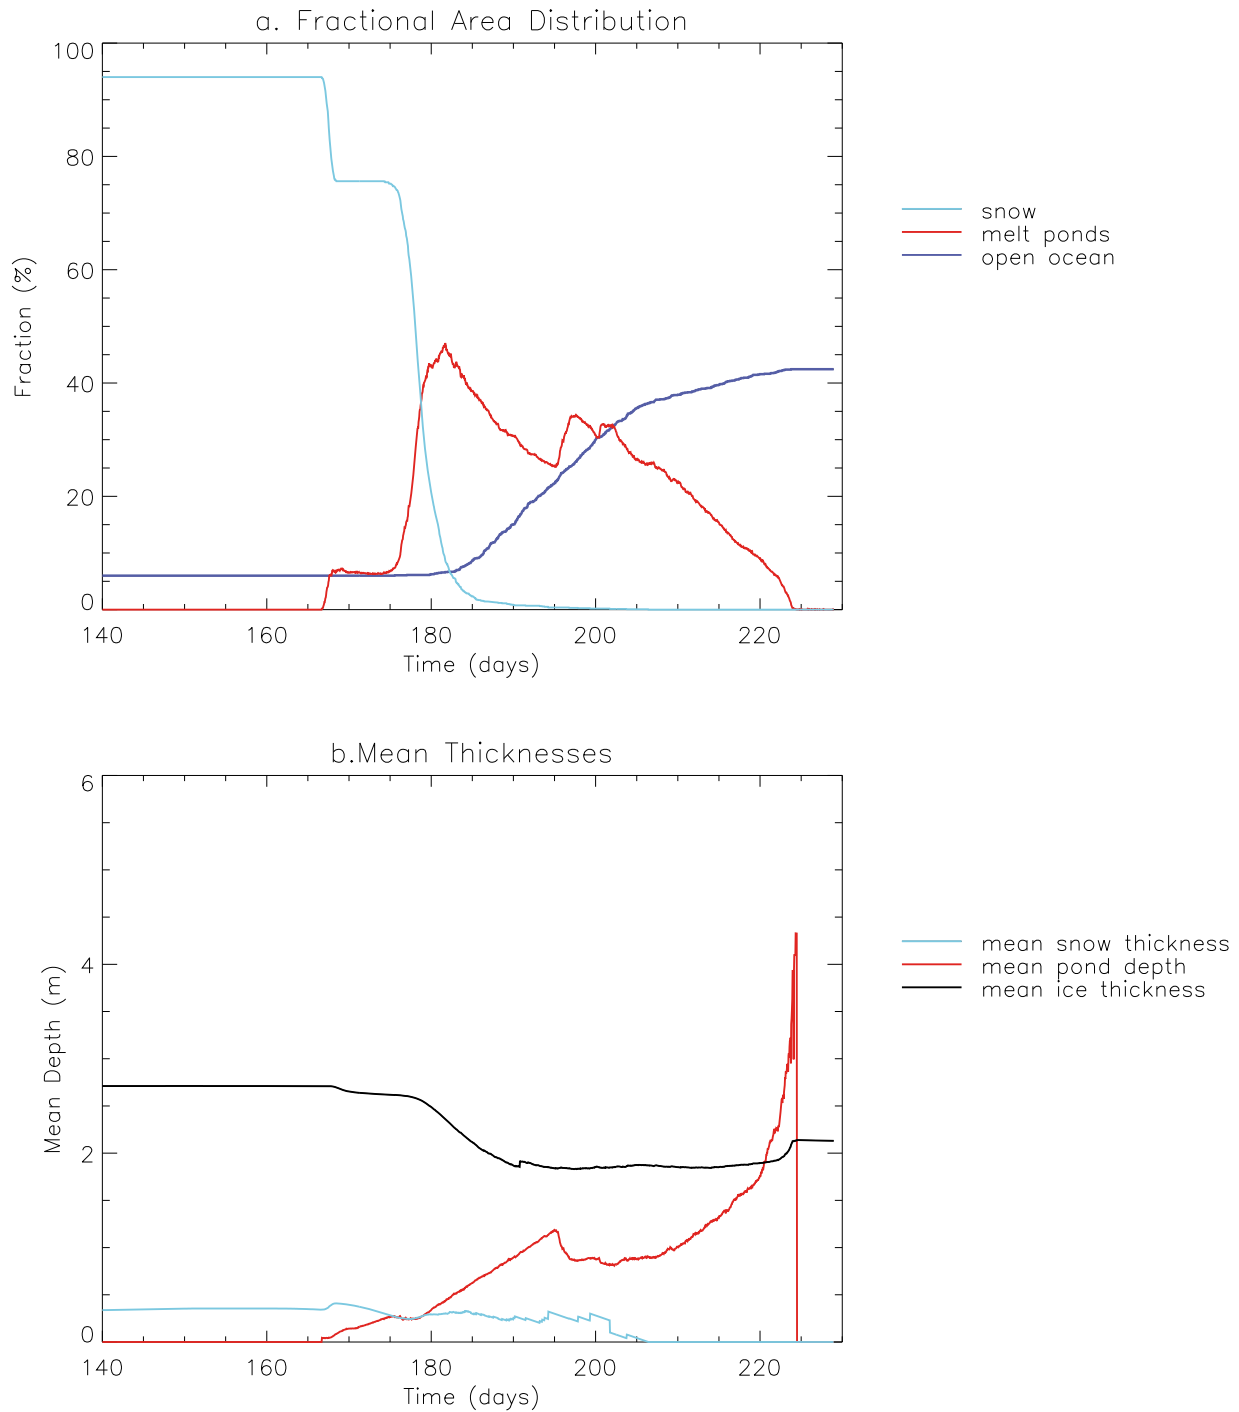 a. Fractional Area Distribution
100
80
60
40
20
0
Fraction (%)
140 160 180 200 220
Time (days)
snow
melt ponds
open ocean
b.Mean Thicknesses
6
4
2
0
Mean Depth (m)
140 160 180 200 220
Time (days)
mean snow thickness
mean pond depth
mean ice thickness